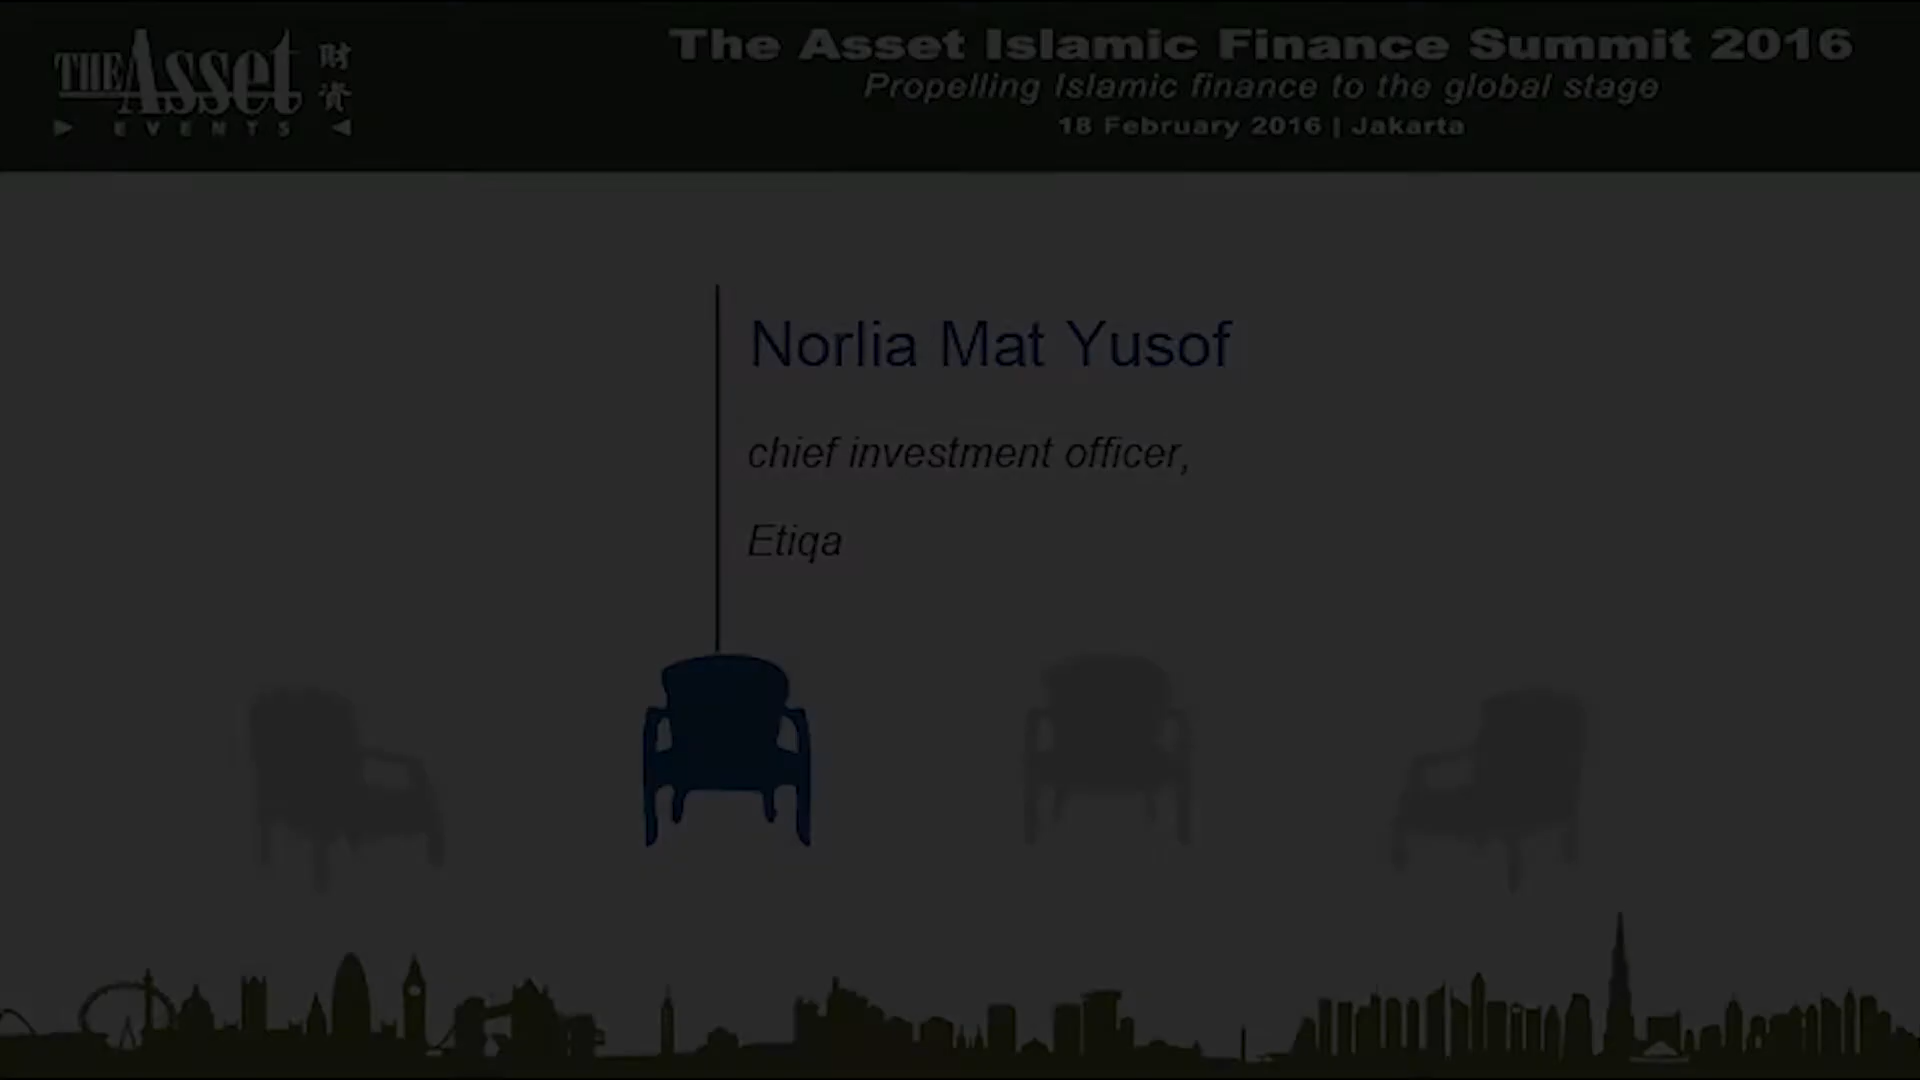 THE Asset 財資
EVENTS
The Asset Islamic Finance Summit 2016
Propelling Islamic finance to the global stage
18 February 2016 | Jakarta
Norlia Mat Yusof
chief investment officer,
Etiqa